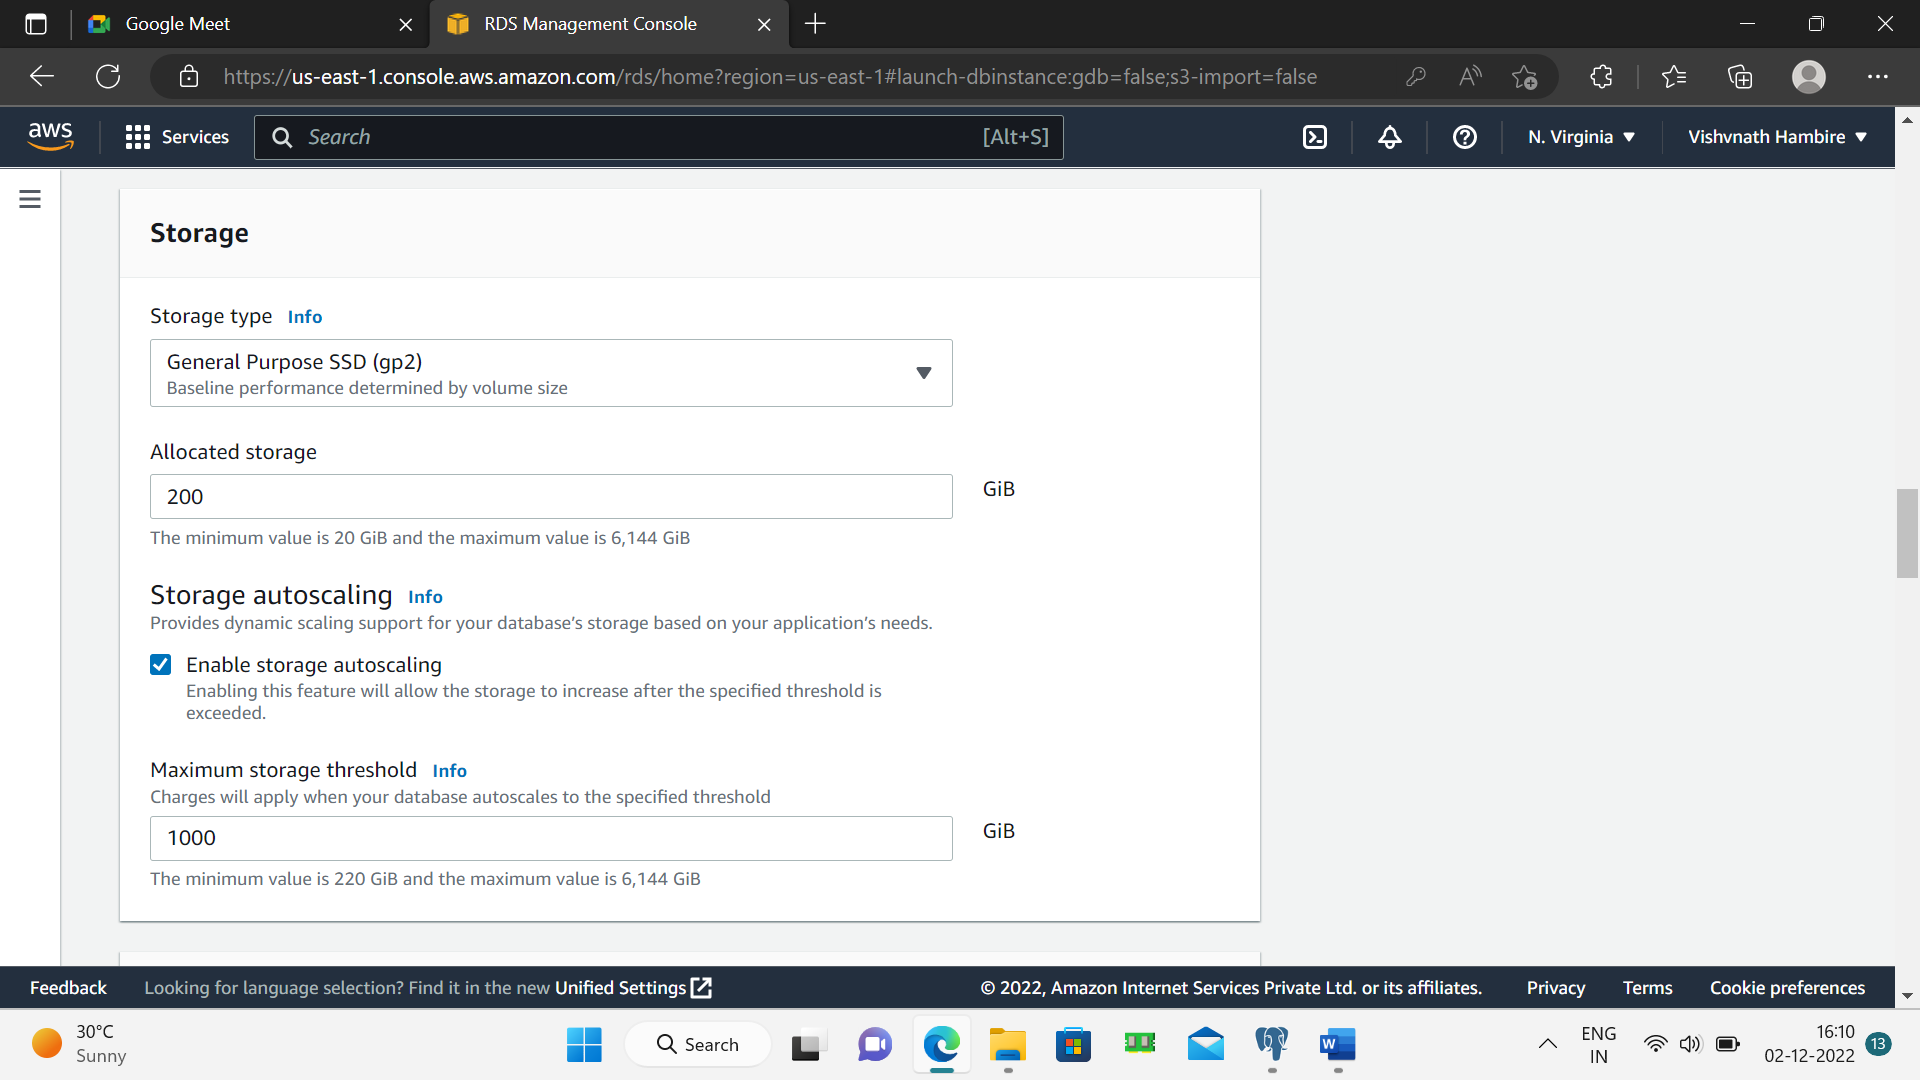 Google Meet
RDS Management Console
https://us-east-1.console.aws.amazon.com/rds/home?region=us-east-1#launch-dbinstance:gdb=false;s3-import=false
aws
Services
Search
[Alt+S]
N. Virginia
Vishvnath Hambire
Storage
Storage type Info
General Purpose SSD (gp2)
Baseline performance determined by volume size
Allocated storage
200
GiB
The minimum value is 20 GiB and the maximum value is 6,144 GiB
Storage autoscaling Info
Provides dynamic scaling support for your database's storage based on your application's needs.
Enable storage autoscaling
Enabling this feature will allow the storage to increase after the specified threshold is
exceeded.
Maximum storage threshold Info
Charges will apply when your database autoscales to the specified threshold
1000
GiB
The minimum value is 220 GiB and the maximum value is 6,144 GiB
Feedback
Looking for language selection? Find it in the new Unified Settings
© 2022, Amazon Internet Services Private Ltd. or its affiliates.
Privacy
Terms
Cookie preferences
30°C
Sunny
Search
W
ENG
IN
16:10
02-12-2022
13